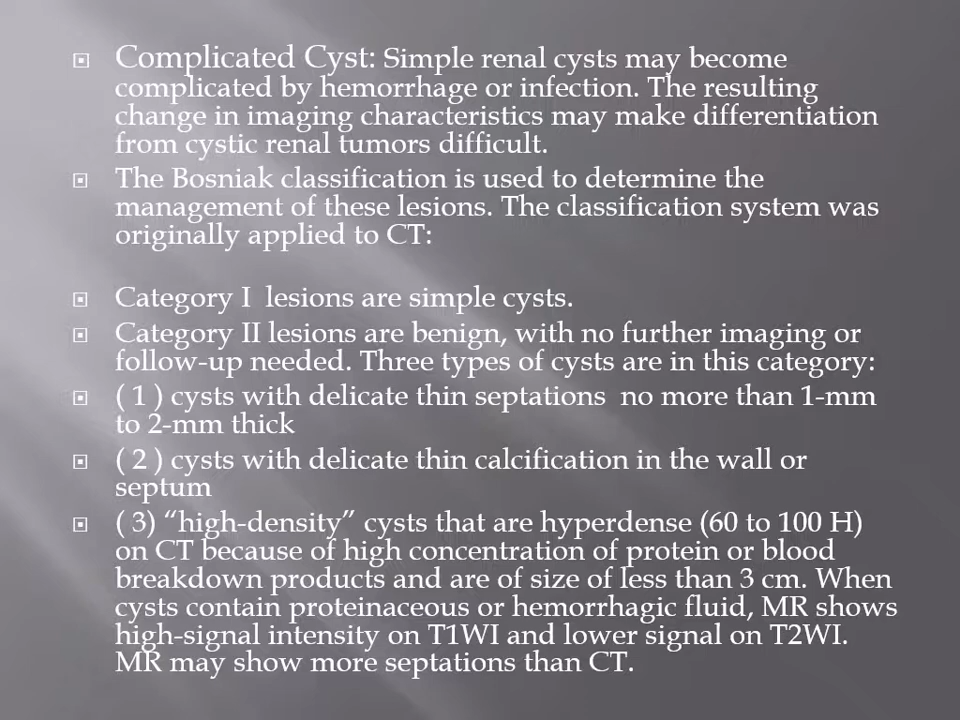 Complicated Cyst: Simple renal cysts may become
complicated by hemorrhage or infection. The resulting
change in imaging characteristics may make differentiation
from cystic renal tumors difficult.
The Bosniak classification is used to determine the
management of these lesions. The classification system was
originally applied to CT:
Category I  lesions are simple cysts.
Category II lesions are benign, with no further imaging or
follow-up needed. Three types of cysts are in this category:
( 1 ) cysts with delicate thin septations  no more than 1-mm
to 2-mm thick
( 2 ) cysts with delicate thin calcification in the wall or
septum
( 3) “high-density” cysts that are hyperdense (60 to 100 H)
on CT because of high concentration of protein or blood
breakdown products and are of size of less than 3 cm. When
cysts contain proteinaceous or hemorrhagic fluid, MR shows
high-signal intensity on T1WI and lower signal on T2WI.
MR may show more septations than CT.